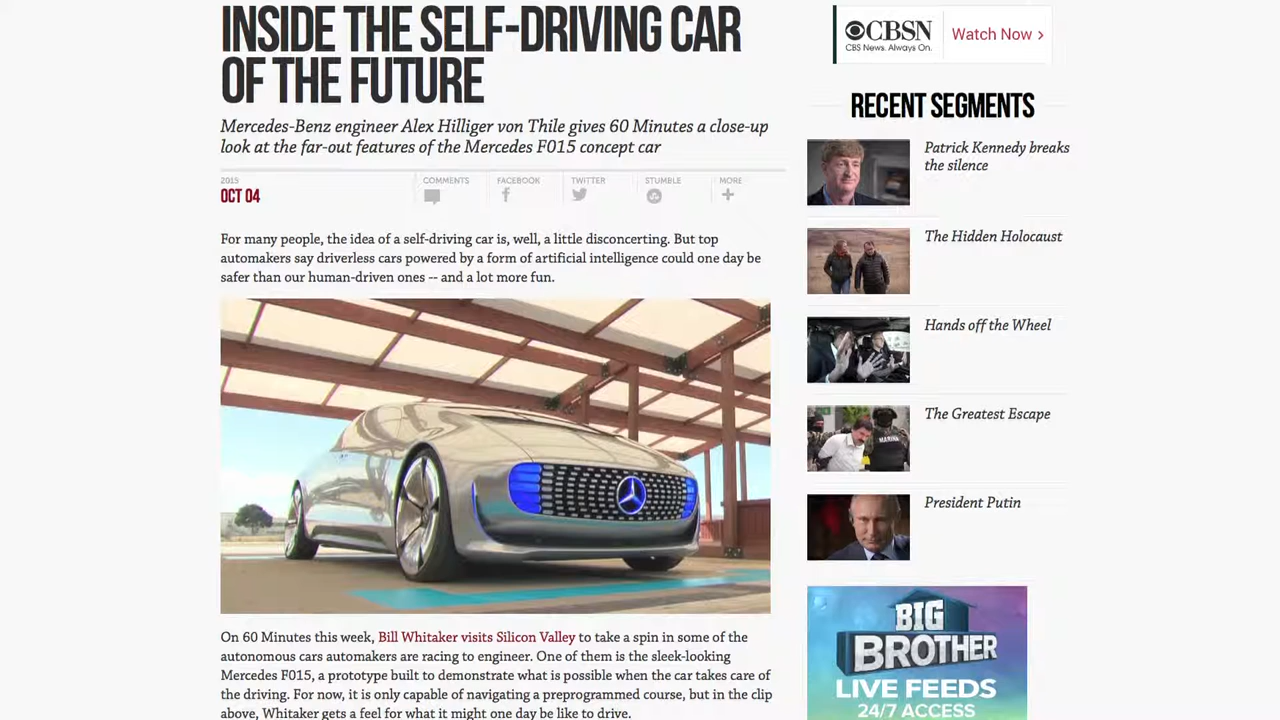 INSIDE THE SELF-DRIVING CAR
OF THE FUTURE
Mercedes-Benz engineer Alex Hilliger von Thile gives 60 Minutes a close-up
look at the far-out features of the Mercedes F015 concept car
2015
OCT 04
COMMENTS
FACEBOOK
TWITTER
STUMBLE
MORE
For many people, the idea of a self-driving car is, well, a little disconcerting. But top
automakers say driverless cars powered by a form of artificial intelligence could one day be
safer than our human-driven ones -- and a lot more fun.
On 60 Minutes this week, Bill Whitaker visits Silicon Valley to take a spin in some of the
autonomous cars automakers are racing to engineer. One of them is the sleek-looking
Mercedes F015, a prototype built to demonstrate what is possible when the car takes care of
the driving. For now, it is only capable of navigating a preprogrammed course, but in the clip
above, Whitaker gets a feel for what it might one day be like to drive.
CBSN
CBS News. Always On.
Watch Now >
RECENT SEGMENTS
Patrick Kennedy breaks
the silence
The Hidden Holocaust
Hands off the Wheel
The Greatest Escape
MARINA
President Putin
BIG
BROTHER
LIVE FEEDS
24/7 ACCESS